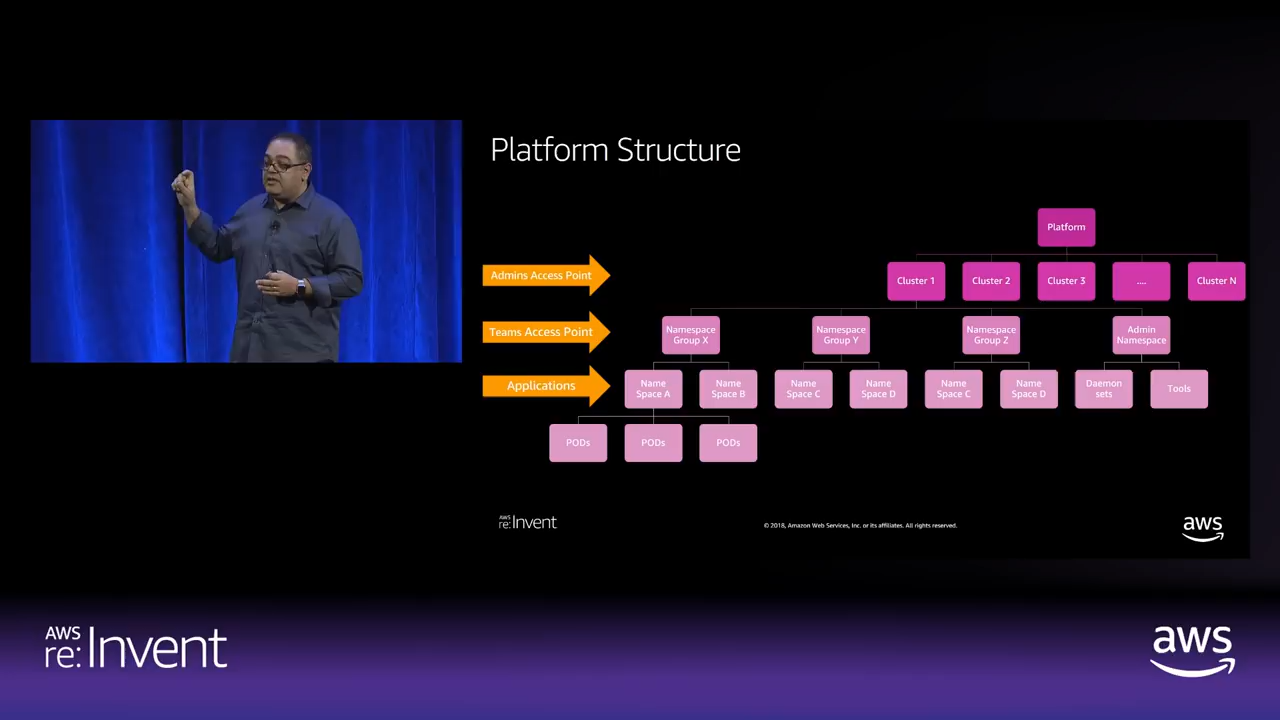 Platform Structure
Platform
Admins Access Point
Cluster 1
Cluster 2
Cluster 3
....
Cluster N
Teams Access Point
Namespace
Group X
Namespace
Group Y
Namespace
Group Z
Admin
Namespace
Applications
Name
Space A
Name
Space B
Name
Space C
Name
Space D
Name
Space C
Name
Space D
Daemon
sets
Tools
PODs
PODs
PODs
AWS
re:Invent
© 2018, Amazon Web Services, Inc. or its affiliates. All rights reserved.
aws
AWS
re:Invent
aws